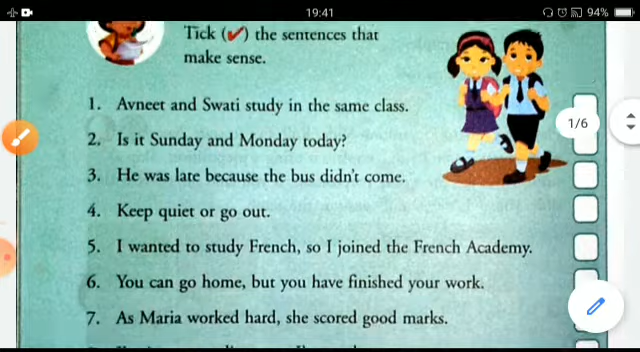 19:41
94%
Tick (✔) the sentences that
make sense.
1. Avneet and Swati study in the same class.
1/6
2. Is it Sunday and Monday today?
3. He was late because the bus didn't come.
4. Keep quiet or go out.
5. I wanted to study French, so I joined the French Academy.
6. You can go home, but you have finished your work.
7. As Maria worked hard, she scored good marks.